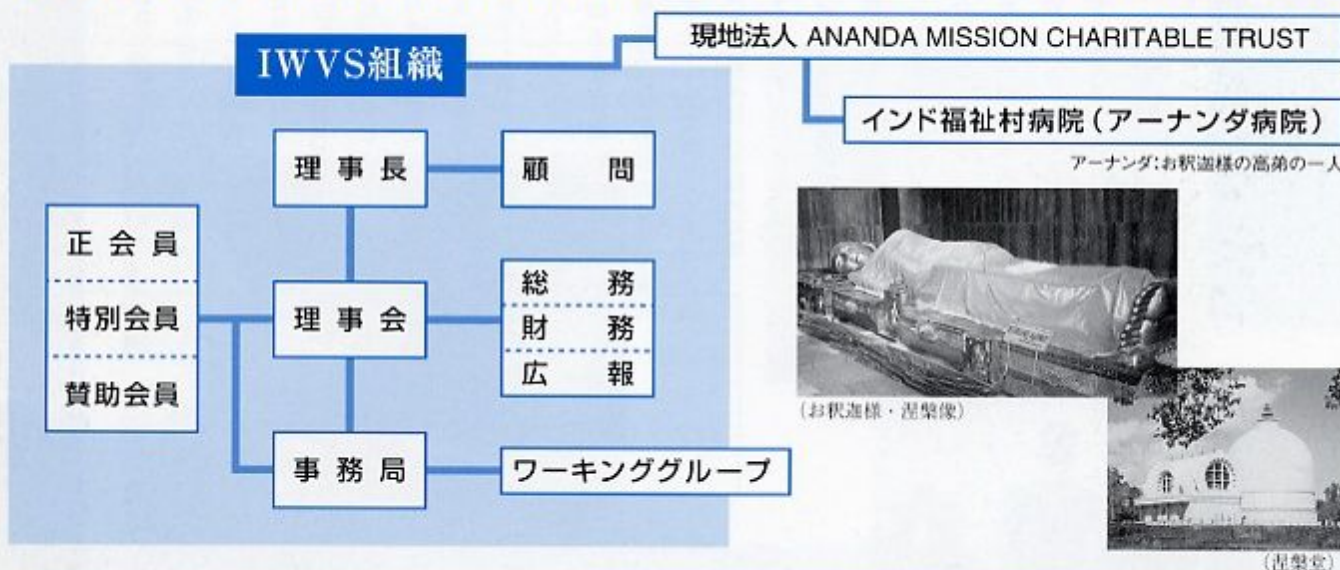 IWVS組織
現地法人 ANANDA MISSION CHARITABLE TRUST
インド福祉村病院(アーナンダ病院)
アーナンダ:お釈迦様の高弟の一人
理事長
顧 問
正会員
特別会員
賛助会員
理事会
総 務
財 務
広 報
事務局
ワーキンググループ
(お釈迦様・涅槃像)
(涅槃堂)